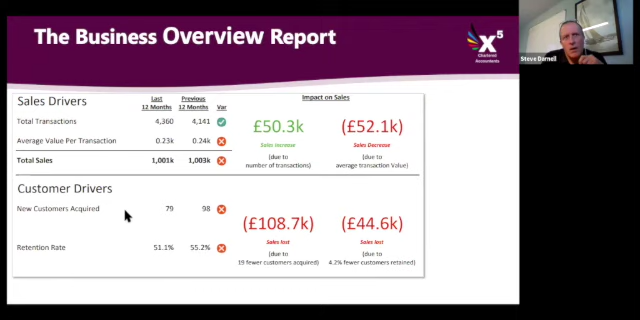 The Business Overview Report
X5
Chartered
Accountants
Steve Darnell
Sales Drivers
Last
12 Months
Previous
12 Months
Var
Impact on Sales
Total Transactions 4,360 4,141
Average Value Per Transaction 0.23k 0.24k
Total Sales 1,001k 1,003k
£50.3k
Sales Increase
(due to
number of transactions)
(£52.1k)
Sales Decrease
(due to
average transaction Value)
Customer Drivers
New Customers Acquired 79 98
Retention Rate 51.1% 55.2%
(£108.7k)
Sales lost
(due to
19 fewer customers acquired)
(£44.6k)
Sales lost
(due to
4.2% fewer customers retained)